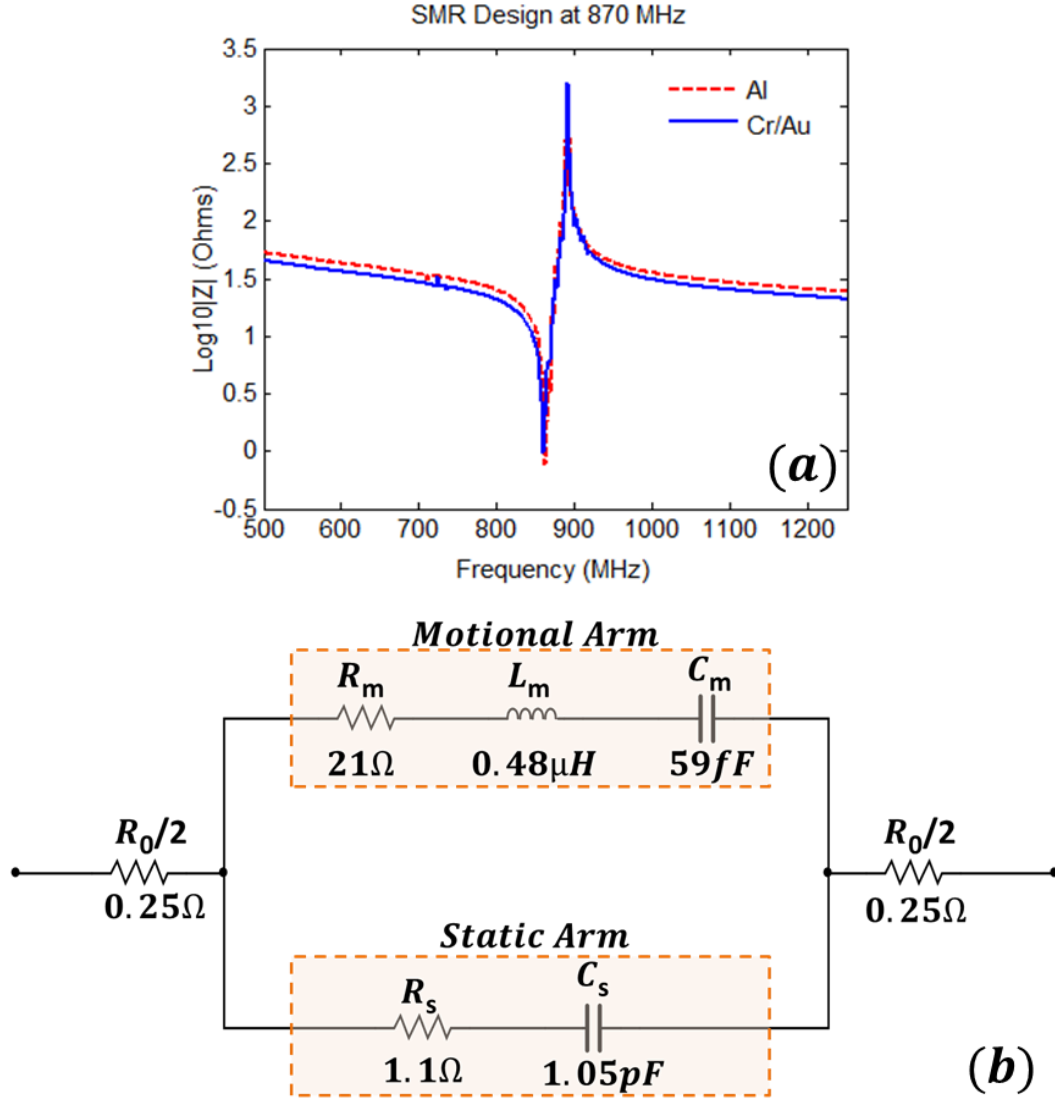 SMR Design at 870 MHz
3.5
3
2.5
2
1.5
1
0.5
0
-0.5
Log10|Z| (Ohms)
Al
Cr/Au
(a)
500 600 700 800 900 1000 1100 1200
Frequency (MHz)
Motional Arm
Rm Lm Cm
21Ω 0.48μH 59fF
R0/2 R0/2
0.25Ω 0.25Ω
Static Arm
Rs Cs
1.1Ω 1.05pF
(b)